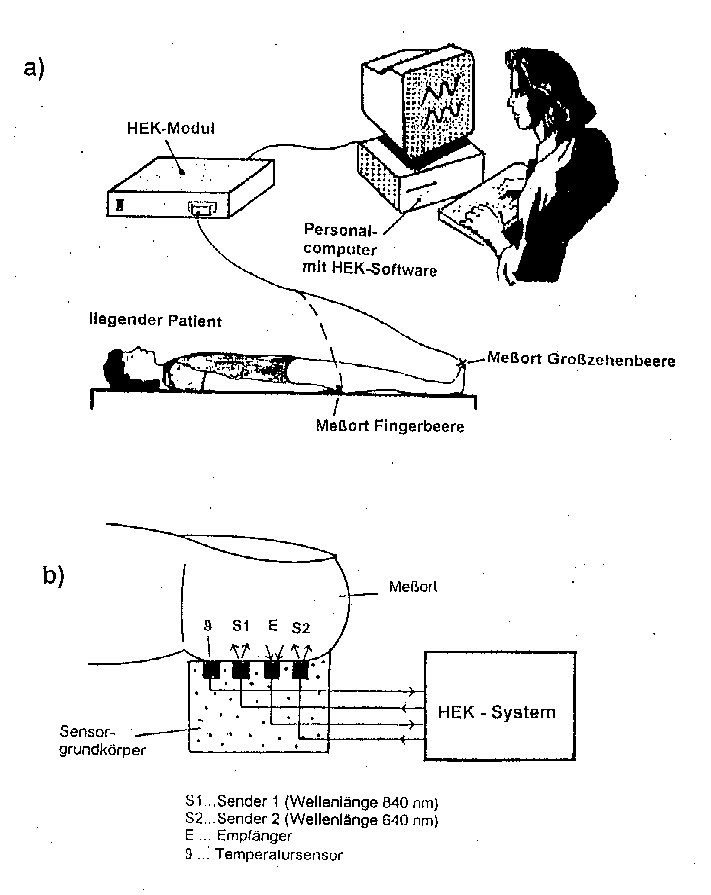 a)
HEK-Modul
Personal-
computer
mit HEK-Software
liegender Patient
Meßort Großzehenbeere
Meßort Fingerbeere
b)
Meßort
ϑ S1 E S2
HEK - System
Sensor-
grundkörper
S1...Sender 1 (Wellenlänge 840 nm)
S2...Sender 2 (Wellenlänge 640 nm)
E ... Empfänger
ϑ ... Temperatursensor